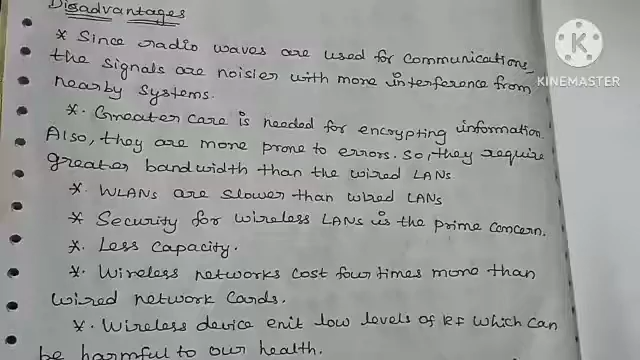 Disadvantages
* Since radio waves are used for communications,
the signals are noisier with more interference from
nearby systems.
*. Greater care is needed for encrypting information.
Also, they are more prone to errors. So, they require
greater bandwidth than the wired LANs
*. WLANs are slower than wired LANs
* Security for wireless LANs is the prime concern.
*. Less capacity.
*. Wireless networks cost four times more than
wired network cards.
*. Wireless device emit low levels of RF which can
be harmful to our health.
K
KINEMASTER